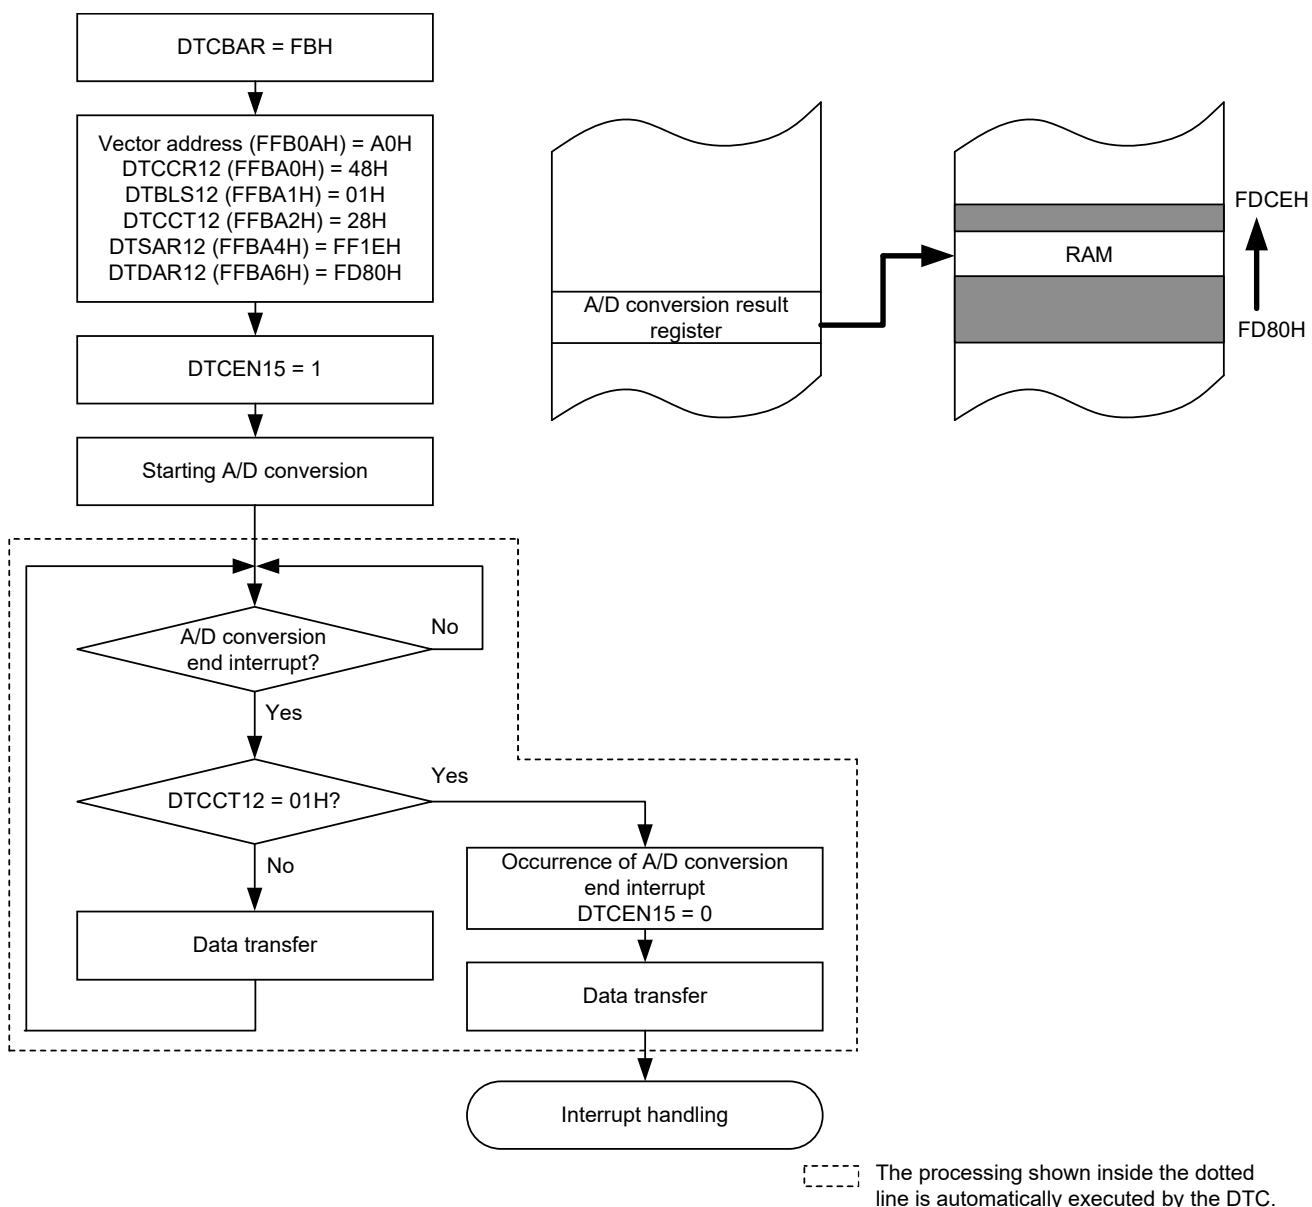 DTCBAR = FBH
Vector address (FFB0AH) = A0H
DTCCR12 (FFBA0H) = 48H
DTBLS12 (FFBA1H) = 01H
DTCCT12 (FFBA2H) = 28H
DTSAR12 (FFBA4H) = FF1EH
DTDAR12 (FFBA6H) = FD80H
DTCEN15 = 1
Starting A/D conversion
A/D conversion
end interrupt?
No
Yes
DTCCT12 = 01H?
Yes
No
Data transfer
Occurrence of A/D conversion
end interrupt
DTCEN15 = 0
Data transfer
Interrupt handling
A/D conversion result
register
RAM
FDCEH
FD80H
The processing shown inside the dotted
line is automatically executed by the DTC.